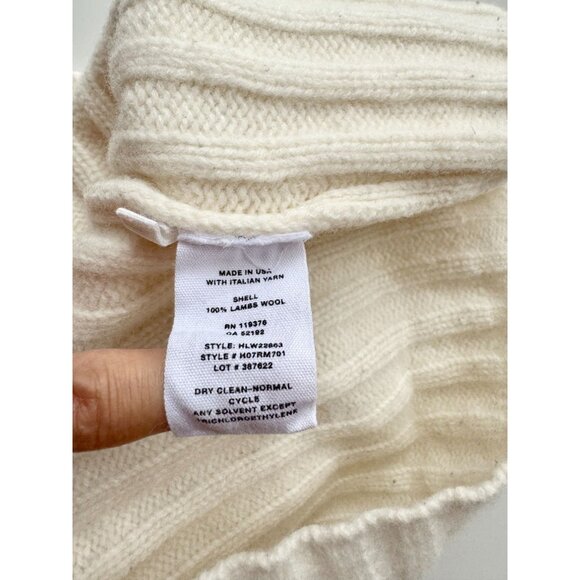 MADE IN USA
WITH ITALIAN YARN
SHELL
100% LAMBS WOOL
RN 119376
CA 52192
STYLE: HLW22863
STYLE # H07RM701
LOT # 387622
DRY CLEAN-NORMAL
CYCLE
ANY SOLVENT EXCEPT
TRICHLOROETHYLENE